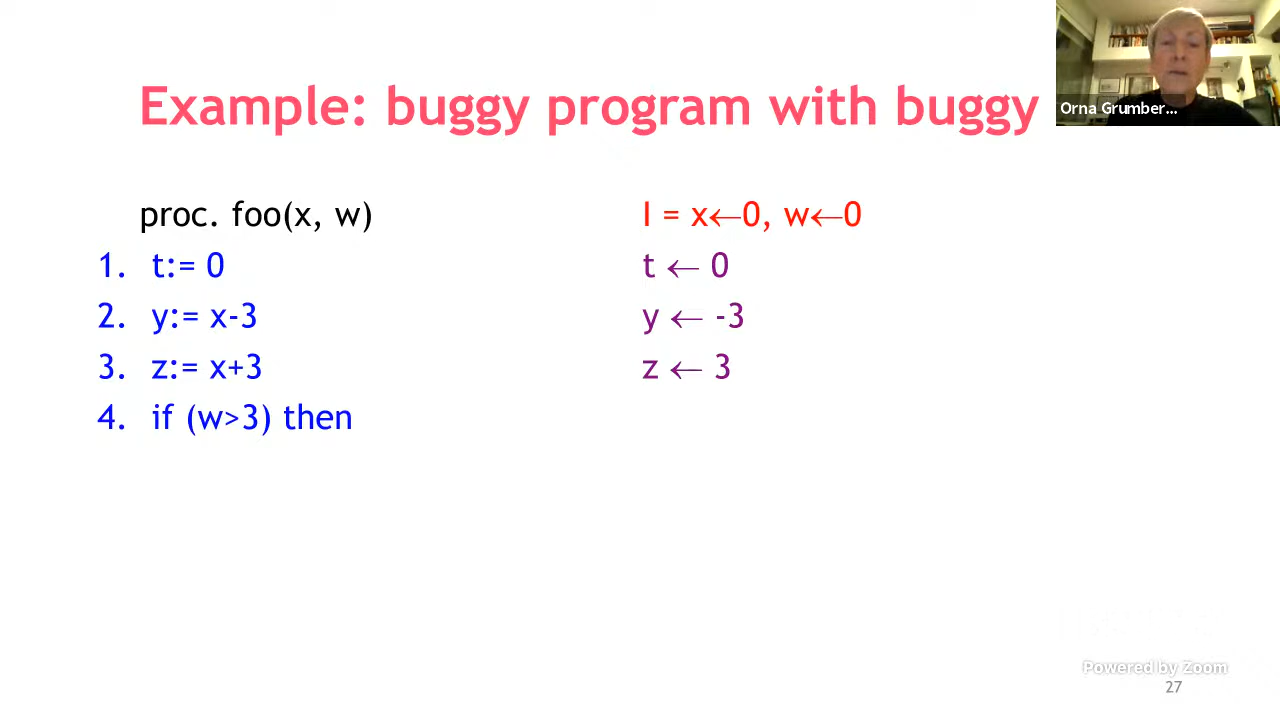 Example: buggy program with buggy
Orna Grumber...
proc. foo(x, w)
I = x←0, w←0
1. t:= 0
t ← 0
2. y:= x-3
y ← -3
3. z:= x+3
z ← 3
4. if (w>3) then
Powered by Zoom
27